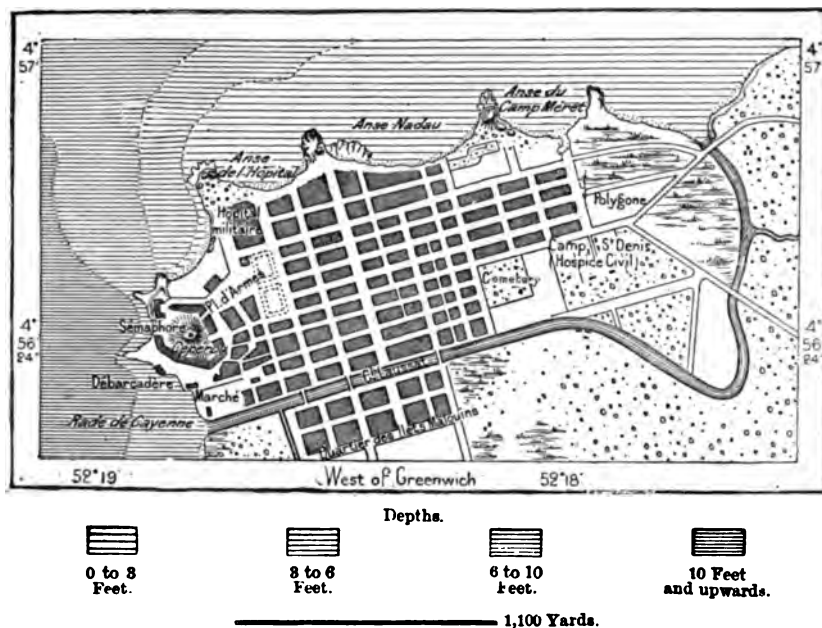 4°
57'
4°
57'
Anse du
Camp Méret
Anse Nadau
Anse
de l'Hôpital
Hôpital
militaire
Polygone
Camp St Denis
Hospice Civil
Cemetery
Pl. d'Armes
Sémaphore
4°
56'
24"
4°
56'
24"
Débarcadère
Marché
C. Laussat
Rade de Cayenne
Quartier des Ilets Malouins
52°19'
West of Greenwich
52°18'
Depths.
0 to 3
Feet.
3 to 6
Feet.
6 to 10
Feet.
10 Feet
and upwards.
1,100 Yards.